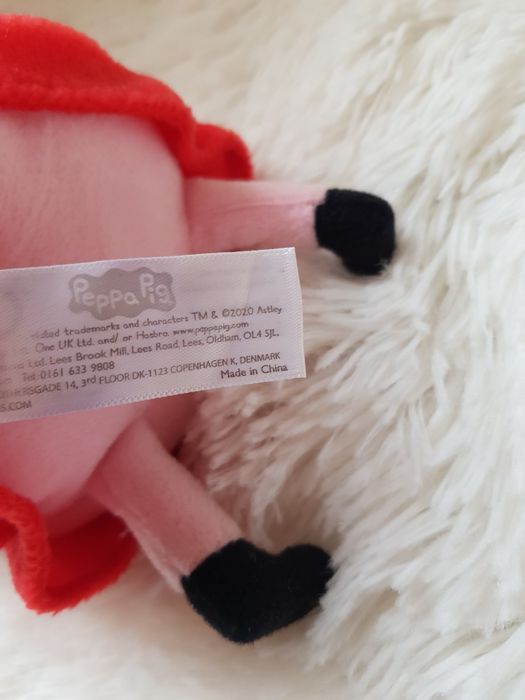 Peppa Pig
trademarks and characters TM & ©2020 Astley
One UK Ltd. and/ or Hasbro. www.peppapig.com
Ltd. Lees Brook Mill, Lees Road, Lees, Oldham, OL4 5JL,
Tel: 0161 633 9808
14, 3rd FLOOR DK-1123 COPENHAGEN K, DENMARK
.COM
Made in China